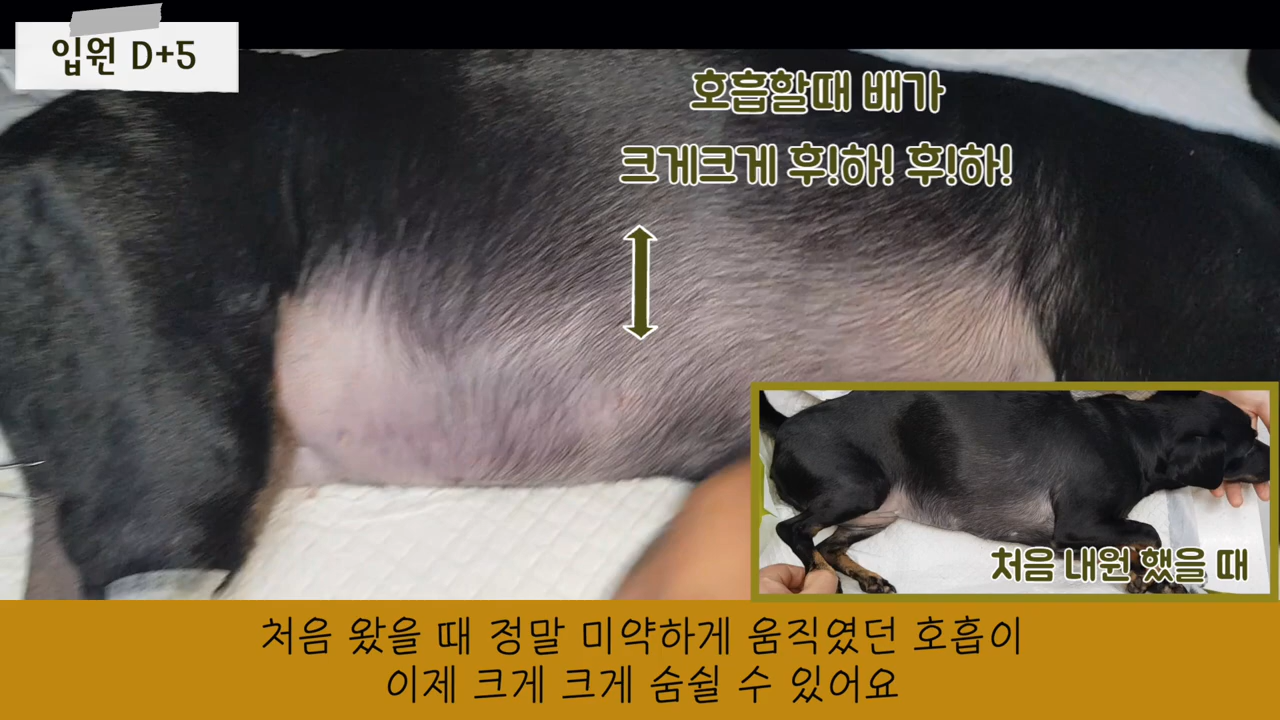 입원 D+5
호흡할때 배가
크게크게 후!하! 후!하!
처음 내원 했을 때
처음 왔을 때 정말 미약하게 움직였던 호흡이
이제 크게 크게 숨쉴 수 있어요